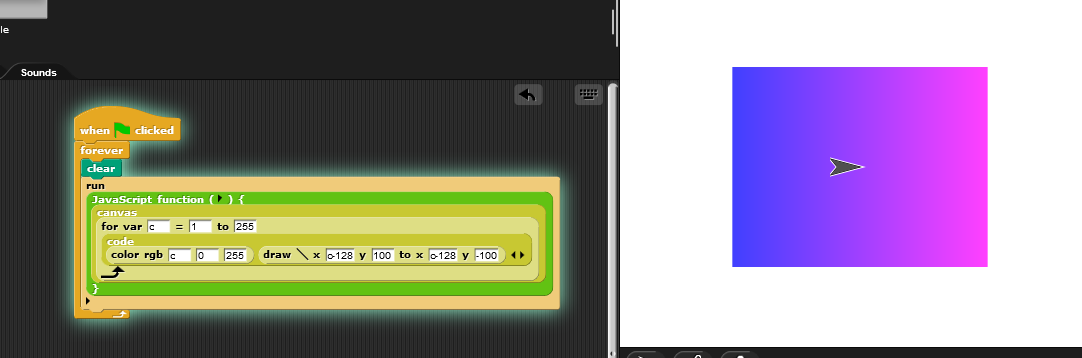 le
Sounds
when clicked
forever
clear
run
JavaScript function ( ) {
canvas
for var c = 1 to 255
code
color rgb c 0 255 draw x c-128 y 100 to x c-128 y -100
}